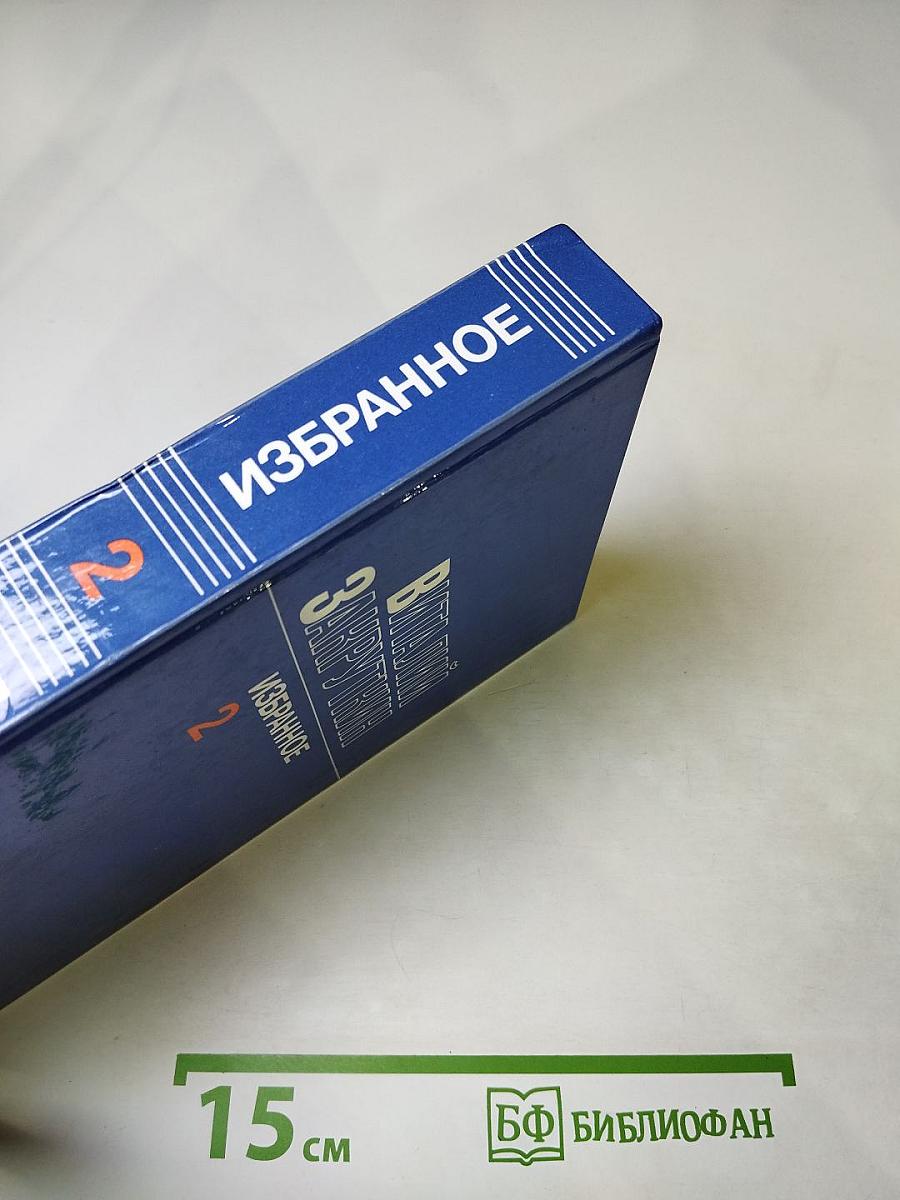 ИЗБРАННОЕ
2
ВИТАЛИЙ
ЗАКРУТКИН
ИЗБРАННОЕ
2
15 см
БФ БИБЛИОФАН